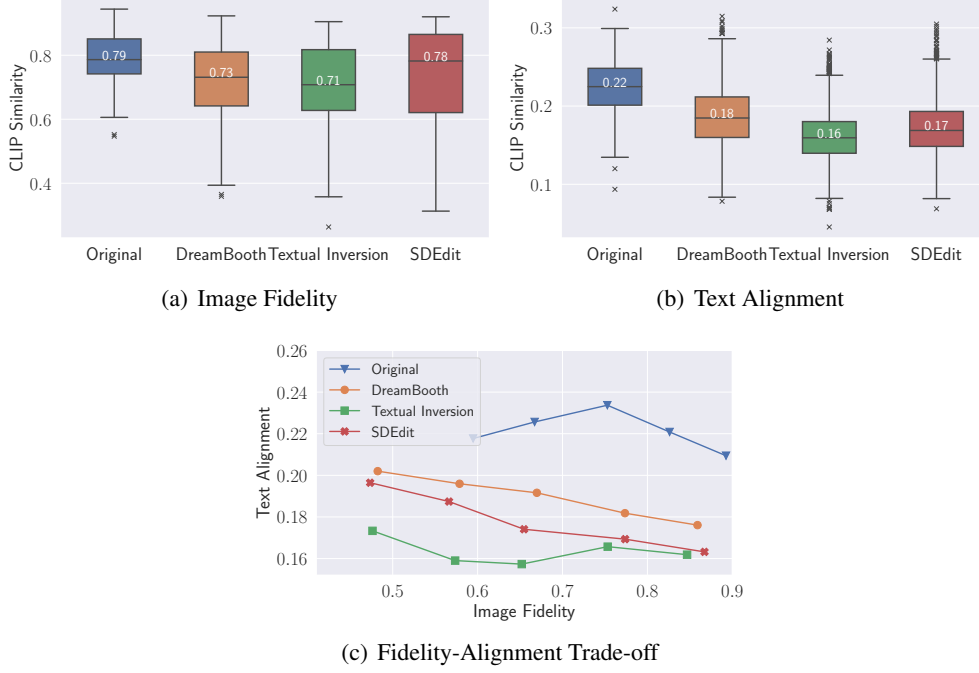 CLIP Similarity
0.8
0.6
0.4
0.79
0.73
0.71
0.78
Original DreamBooth Textual Inversion SDEdit
(a) Image Fidelity
CLIP Similarity
0.3
0.2
0.1
0.22
0.18
0.16
0.17
Original DreamBooth Textual Inversion SDEdit
(b) Text Alignment
Text Alignment
0.26
0.24
0.22
0.20
0.18
0.16
Original
DreamBooth
Textual Inversion
SDEdit
0.5 0.6 0.7 0.8 0.9
Image Fidelity
(c) Fidelity-Alignment Trade-off